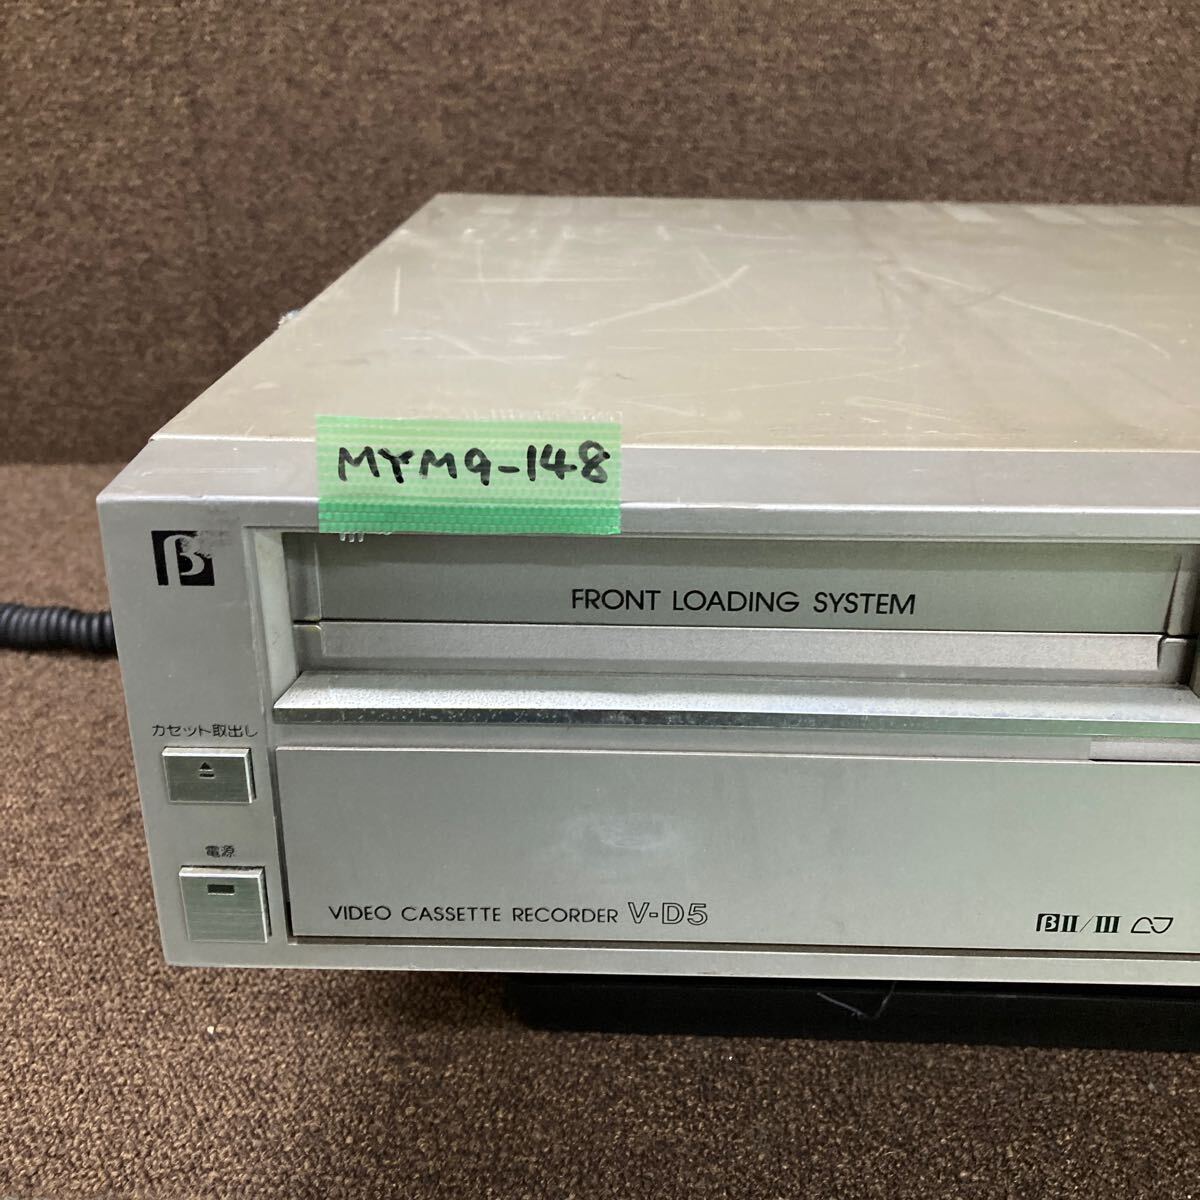 MYM9-148
β
FRONT LOADING SYSTEM
カセット取出し
電源
VIDEO CASSETTE RECORDER V-D5
βII/III